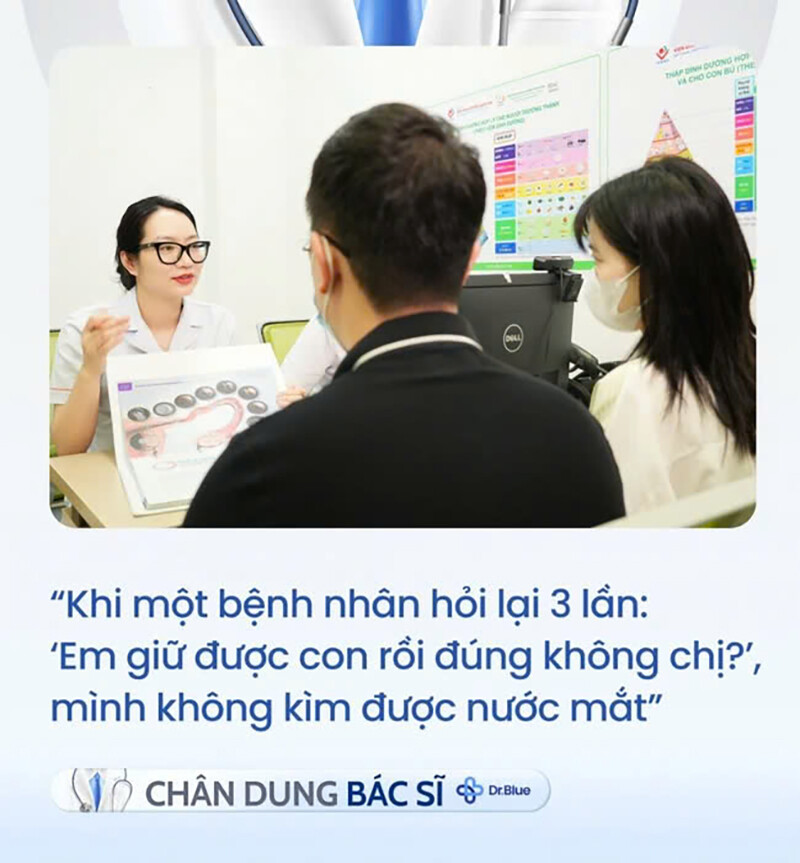 THÁP DINH DƯỠNG HỢP
VÀ CHO CON BÚ (THE
DELL
“Khi một bệnh nhân hỏi lại 3 lần:
‘Em giữ được con rồi đúng không chị?’,
mình không kìm được nước mắt”
CHÂN DUNG BÁC SĨ Dr.Blue